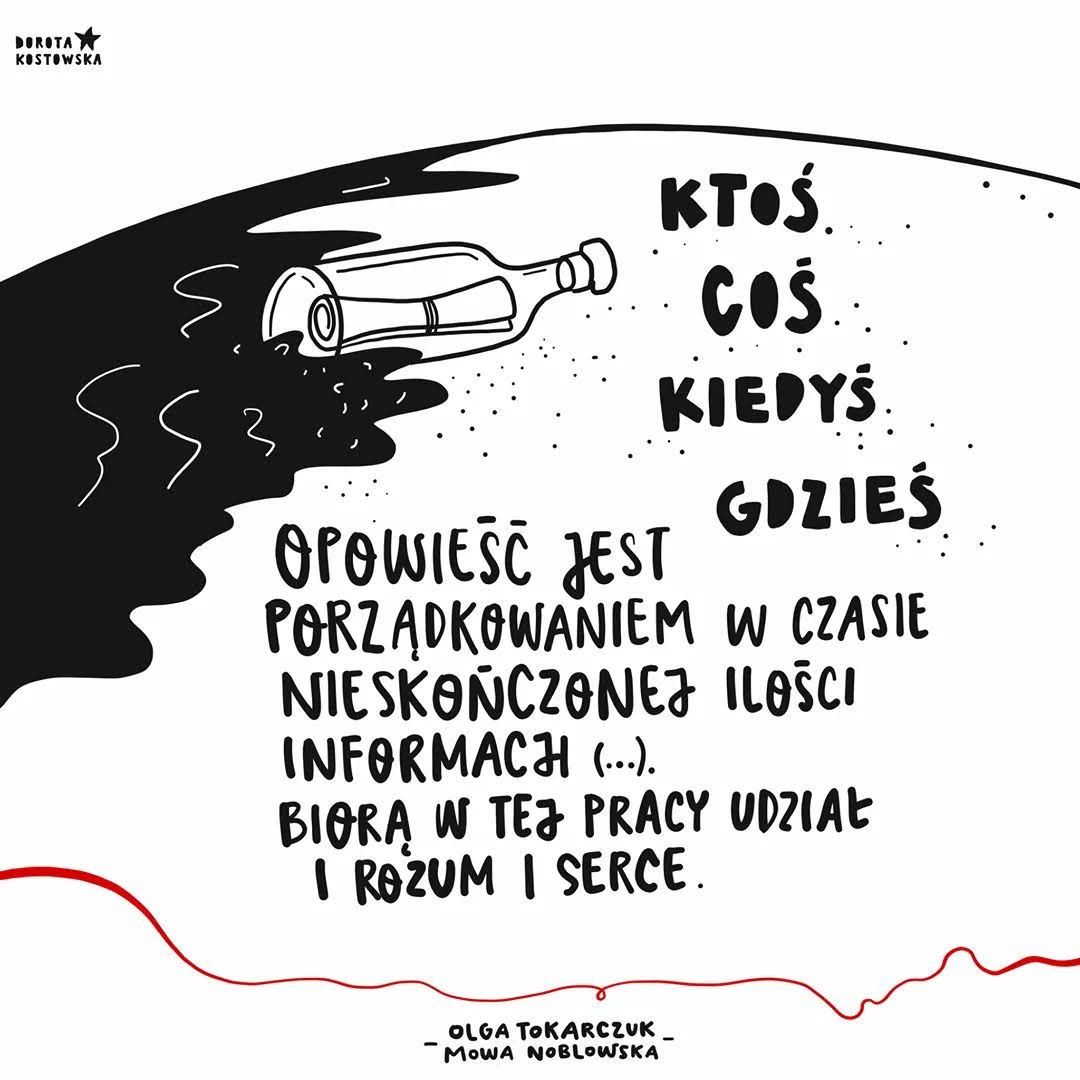 DOROTA
KOSTOWSKA
KTOŚ
COŚ
KIEDYŚ
GDZIEŚ
OPOWIEŚĆ JEST
PORZĄDKOWANIEM W CZASIE
NIESKOŃCZONEJ ILOŚCI
INFORMACJI (...).
BIORĄ W TEJ PRACY UDZIAŁ
I ROZUM I SERCE.
- OLGA TOKARCZUK -
MOWA NOBLOWSKA